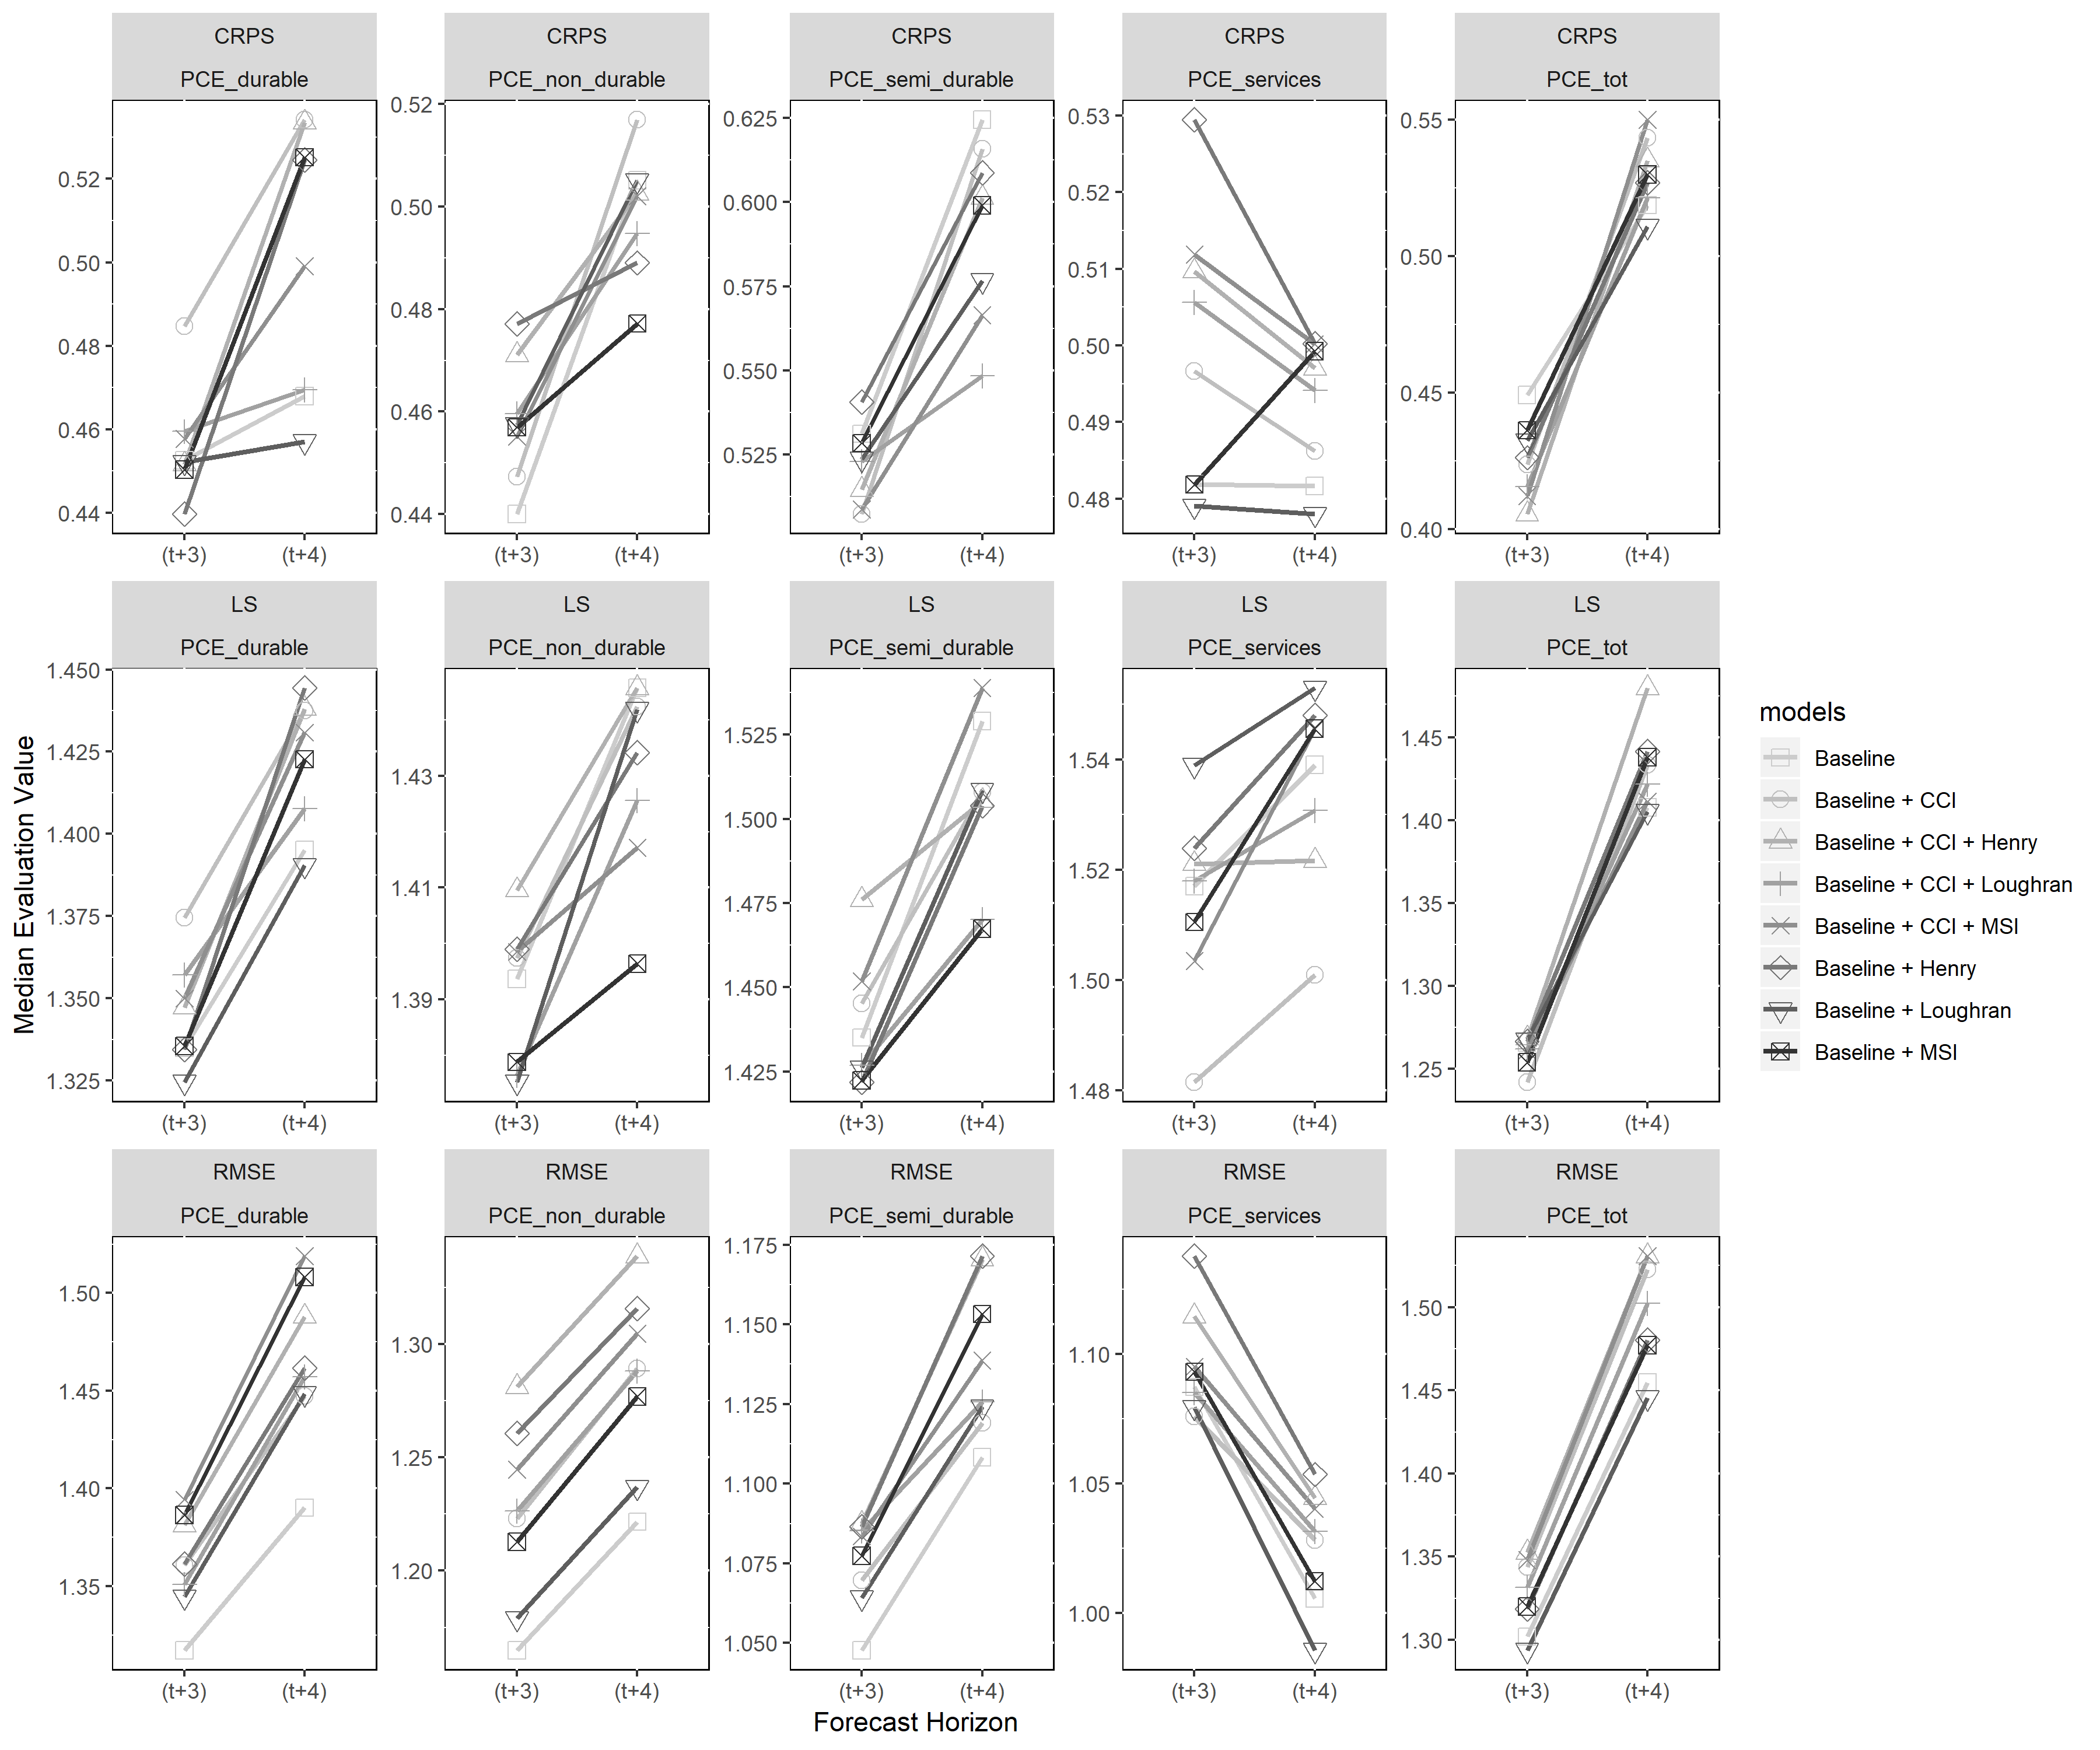 CRPS CRPS CRPS CRPS CRPS
PCE_durable PCE_non_durable PCE_semi_durable PCE_services PCE_tot
0.52 0.50 0.48 0.46 0.44
0.52 0.50 0.48 0.46 0.44
0.625 0.600 0.575 0.550 0.525
0.53 0.52 0.51 0.50 0.49 0.48
0.55 0.50 0.45 0.40
(t+3) (t+4) (t+3) (t+4) (t+3) (t+4) (t+3) (t+4) (t+3) (t+4)
LS LS LS LS LS
PCE_durable PCE_non_durable PCE_semi_durable PCE_services PCE_tot
1.450 1.425 1.400 1.375 1.350 1.325
1.43 1.41 1.39
1.525 1.500 1.475 1.450 1.425
1.54 1.52 1.50 1.48
1.45 1.40 1.35 1.30 1.25
(t+3) (t+4) (t+3) (t+4) (t+3) (t+4) (t+3) (t+4) (t+3) (t+4)
RMSE RMSE RMSE RMSE RMSE
PCE_durable PCE_non_durable PCE_semi_durable PCE_services PCE_tot
1.50 1.45 1.40 1.35
1.30 1.25 1.20
1.175 1.150 1.125 1.100 1.075 1.050
1.10 1.05 1.00
1.50 1.45 1.40 1.35 1.30
(t+3) (t+4) (t+3) (t+4) (t+3) (t+4) (t+3) (t+4) (t+3) (t+4)
Median Evaluation Value
Forecast Horizon
models
Baseline
Baseline + CCI
Baseline + CCI + Henry
Baseline + CCI + Loughran
Baseline + CCI + MSI
Baseline + Henry
Baseline + Loughran
Baseline + MSI